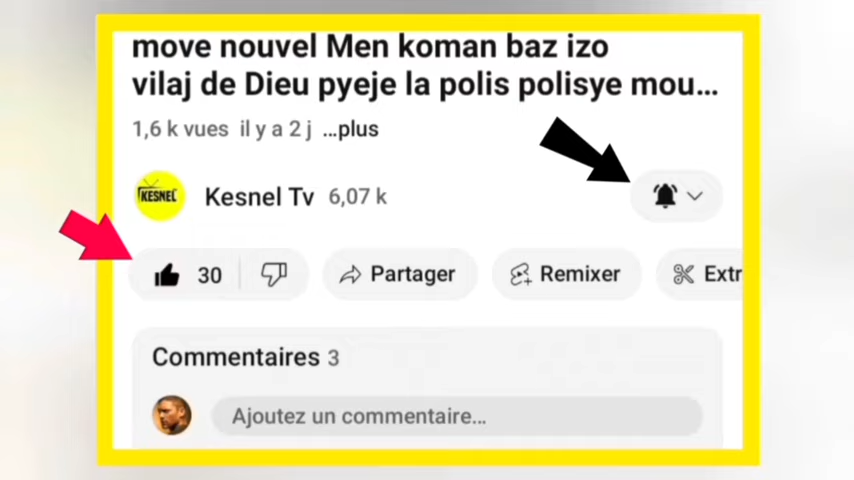 move nouvel Men koman baz izo
vilaj de Dieu pyeje la polis polisye mou...
1,6 k vues il y a 2 j ...plus
KESNEL
Kesnel Tv 6,07 k
30 Partager Remixer Extr
Commentaires 3
Ajoutez un commentaire...